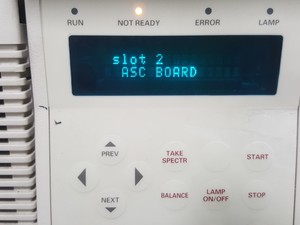 RUN NOT READY ERROR LAMP
slot 2
ASC BOARD
PREV
NEXT
TAKE
SPECTR
START
BALANCE
LAMP
ON/OFF
STOP